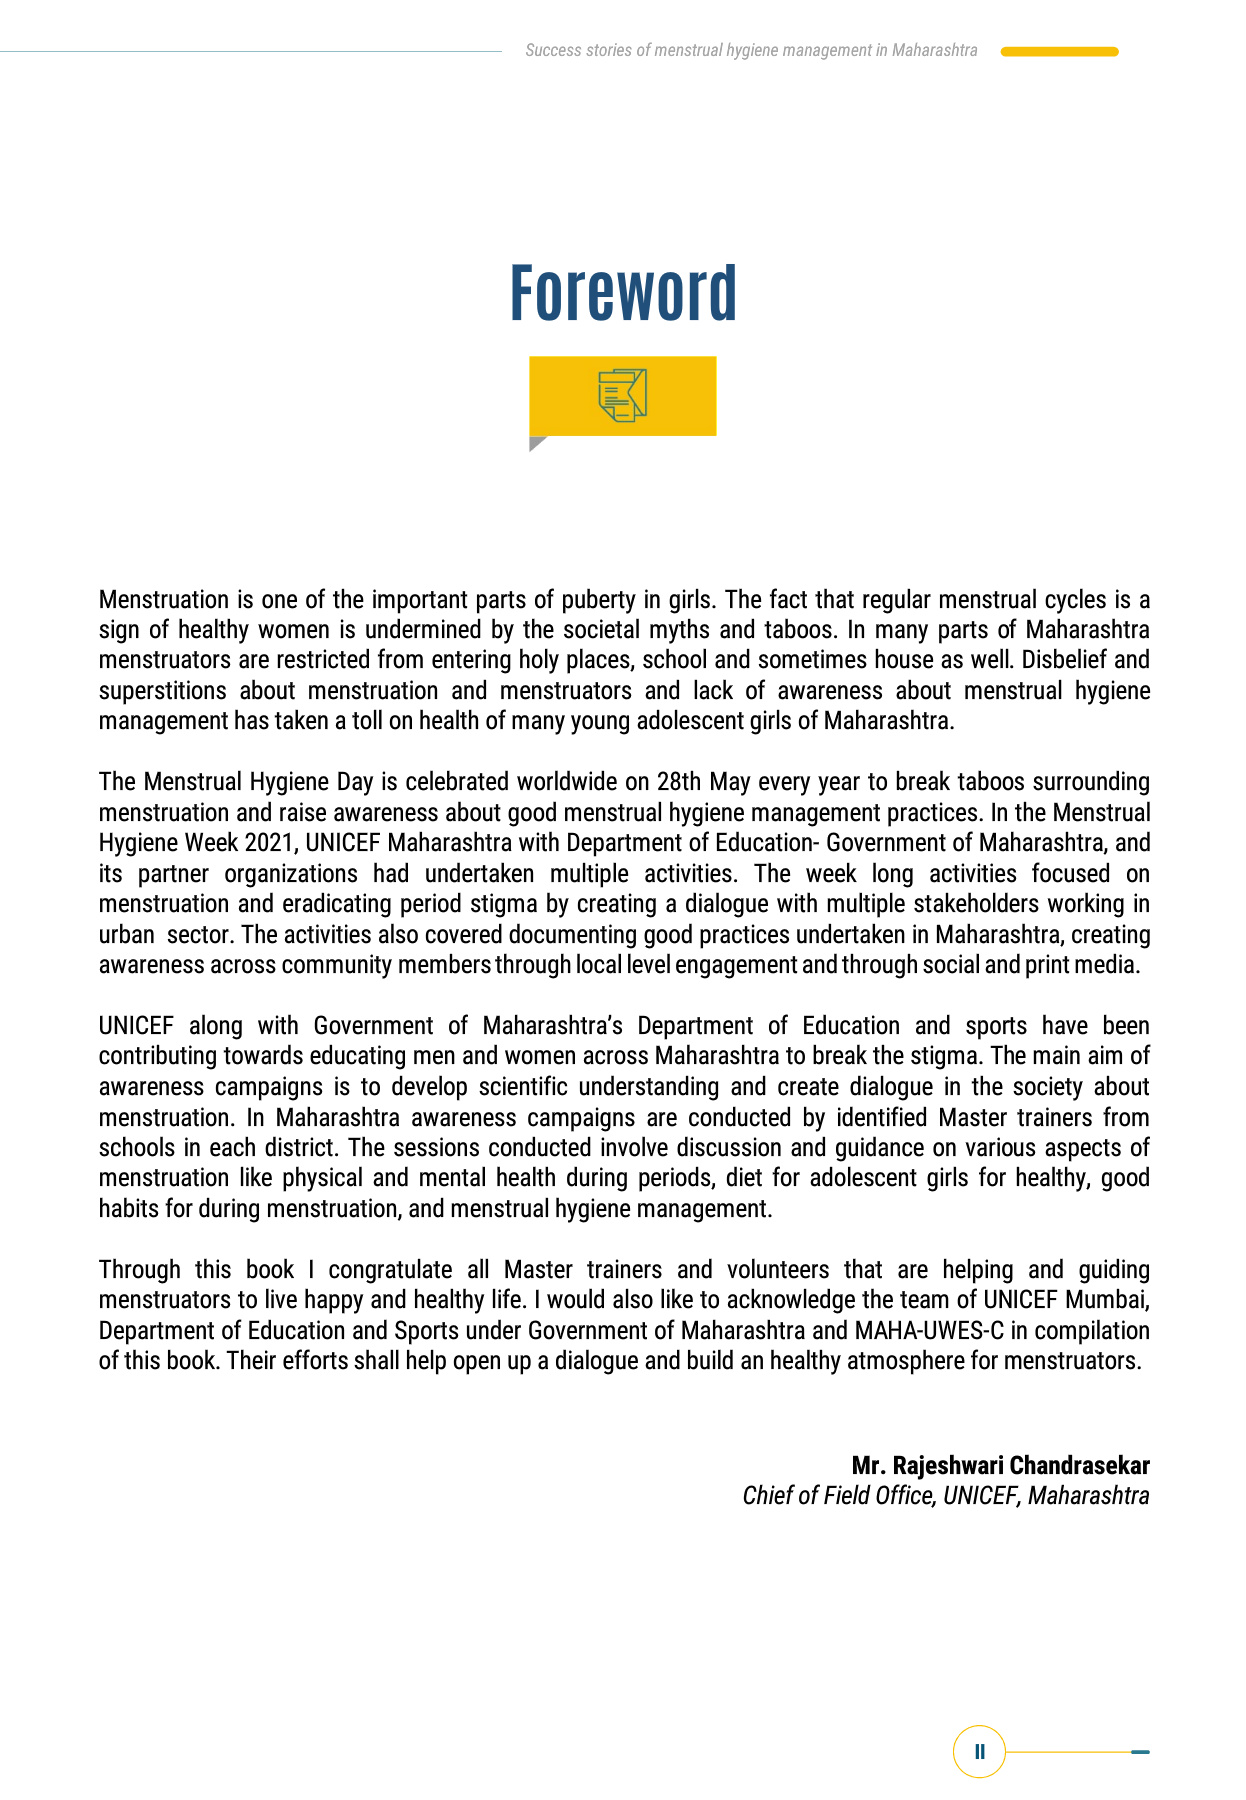 Success stories of menstrual hygiene management in Maharashtra
Foreword
Menstruation is one of the important parts of puberty in girls. The fact that regular menstrual cycles is a
sign of healthy women is undermined by the societal myths and taboos. In many parts of Maharashtra
menstruators are restricted from entering holy places, school and sometimes house as well. Disbelief and
superstitions about menstruation and menstruators and lack of awareness about menstrual hygiene
management has taken a toll on health of many young adolescent girls of Maharashtra.
The Menstrual Hygiene Day is celebrated worldwide on 28th May every year to break taboos surrounding
menstruation and raise awareness about good menstrual hygiene management practices. In the Menstrual
Hygiene Week 2021, UNICEF Maharashtra with Department of Education- Government of Maharashtra, and
its partner organizations had undertaken multiple activities. The week long activities focused on
menstruation and eradicating period stigma by creating a dialogue with multiple stakeholders working in
urban sector. The activities also covered documenting good practices undertaken in Maharashtra, creating
awareness across community members through local level engagement and through social and print media.
UNICEF along with Government of Maharashtra’s Department of Education and sports have been
contributing towards educating men and women across Maharashtra to break the stigma. The main aim of
awareness campaigns is to develop scientific understanding and create dialogue in the society about
menstruation. In Maharashtra awareness campaigns are conducted by identified Master trainers from
schools in each district. The sessions conducted involve discussion and guidance on various aspects of
menstruation like physical and mental health during periods, diet for adolescent girls for healthy, good
habits for during menstruation, and menstrual hygiene management.
Through this book I congratulate all Master trainers and volunteers that are helping and guiding
menstruators to live happy and healthy life. I would also like to acknowledge the team of UNICEF Mumbai,
Department of Education and Sports under Government of Maharashtra and MAHA-UWES-C in compilation
of this book. Their efforts shall help open up a dialogue and build an healthy atmosphere for menstruators.
Mr. Rajeshwari Chandrasekar
Chief of Field Office, UNICEF, Maharashtra
II